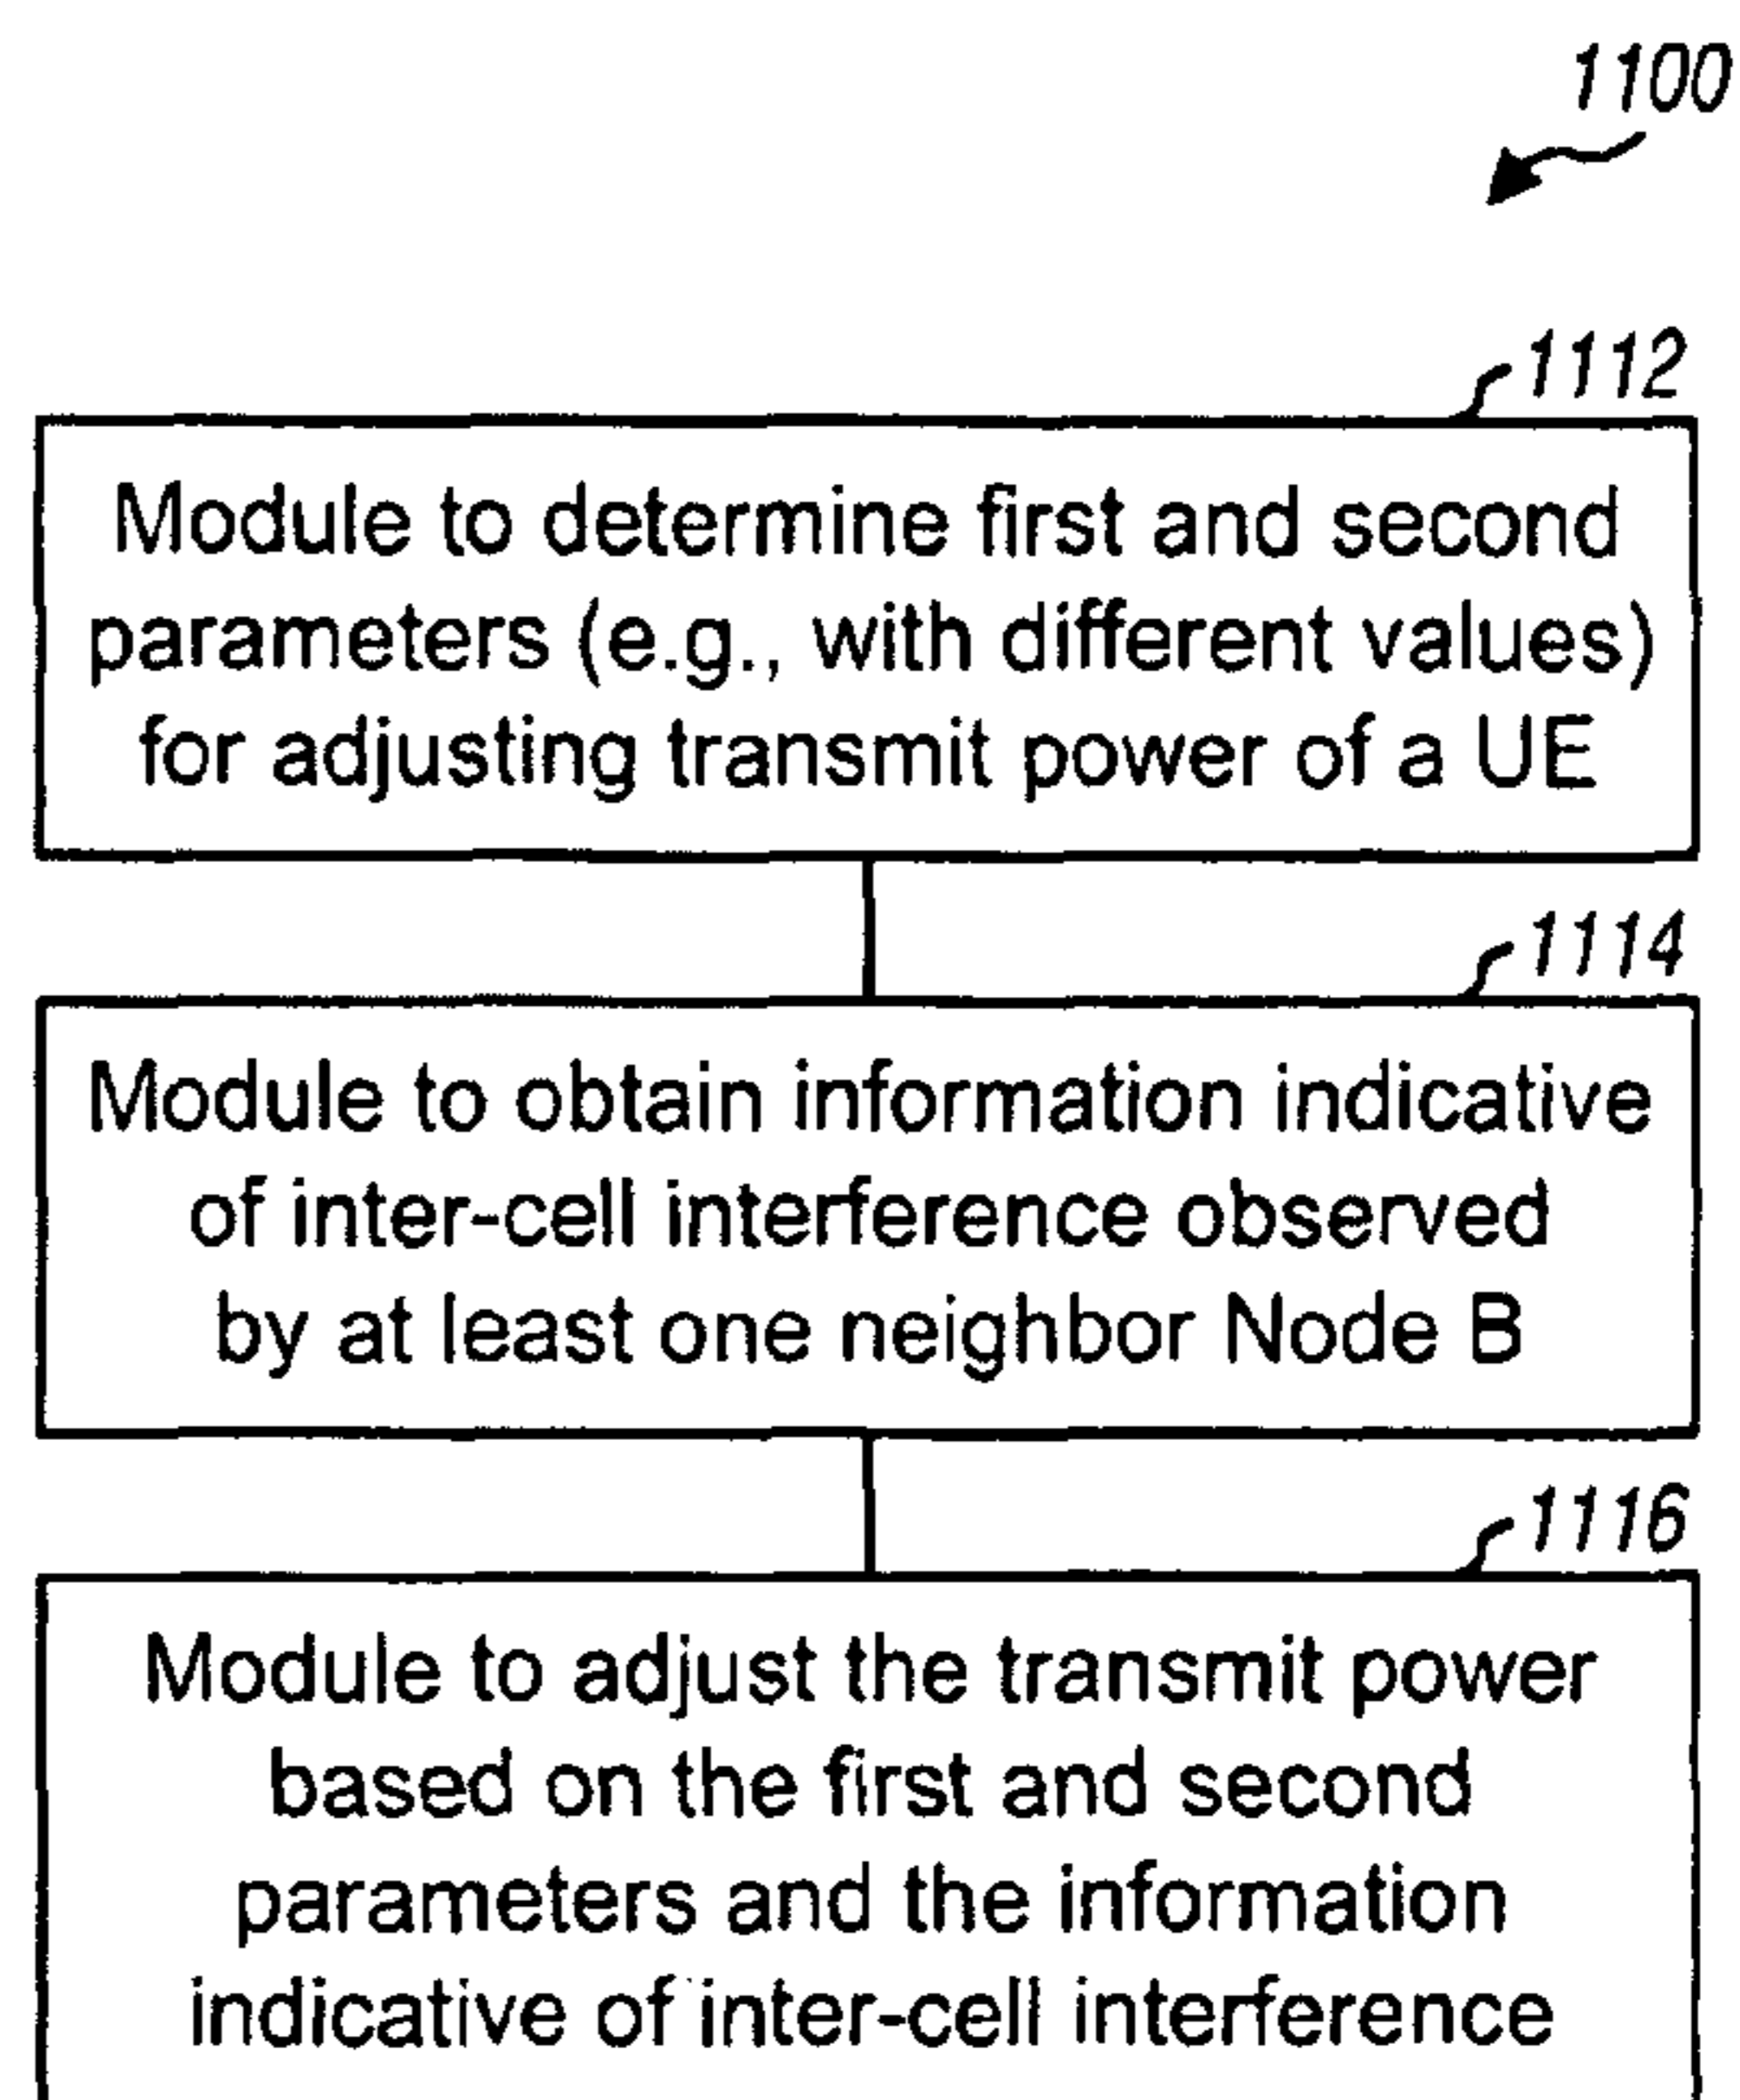 1100
1112
Module to determine first and second
parameters (e.g., with different values)
for adjusting transmit power of a UE
1114
Module to obtain information indicative
of inter-cell interference observed
by at least one neighbor Node B
1116
Module to adjust the transmit power
based on the first and second
parameters and the information
indicative of inter-cell interference